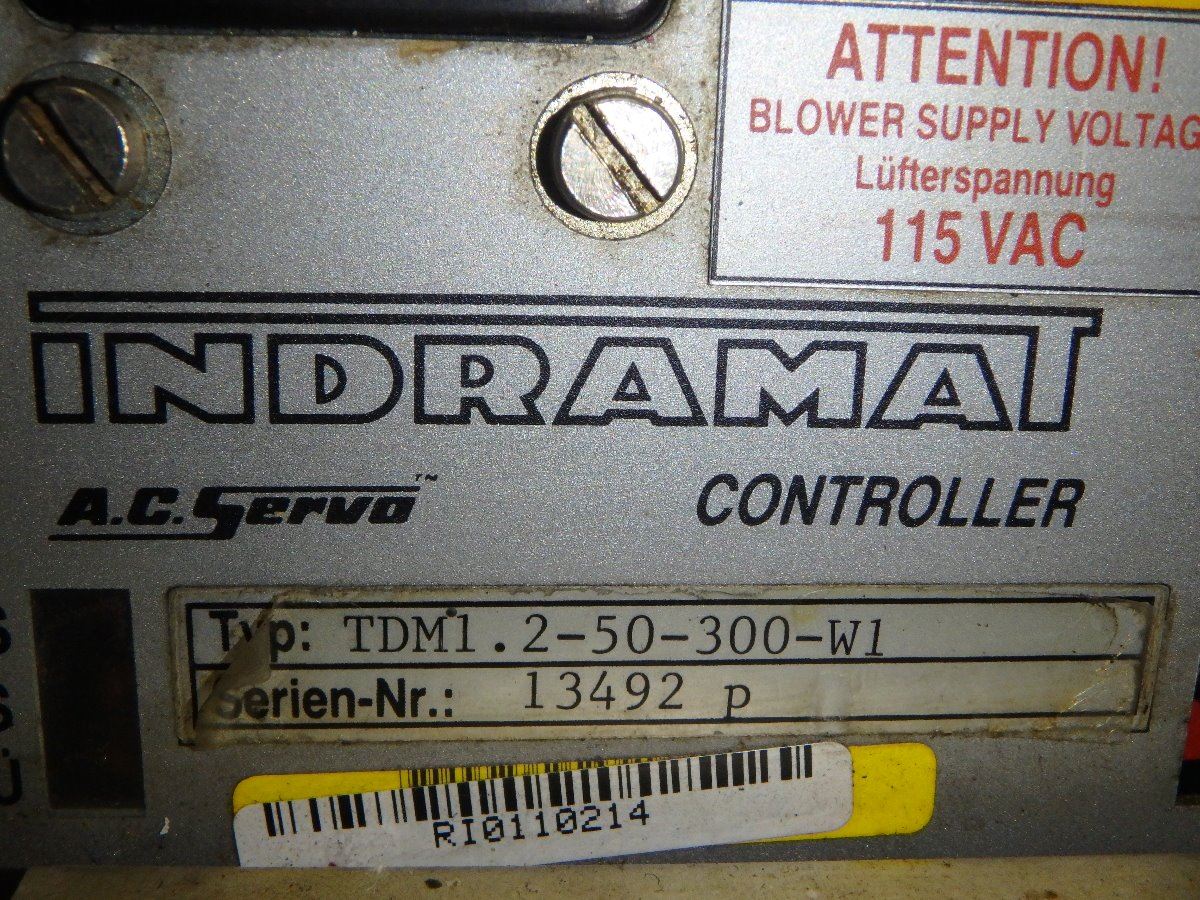 ATTENTION!
BLOWER SUPPLY VOLTAG
Lüfterspannung
115 VAC
INDRAMAT
A.C. Servo™
CONTROLLER
S
Typ: TDM1.2-50-300-W1
S
Serien-Nr.: 13492 p
Ü
RI0110214